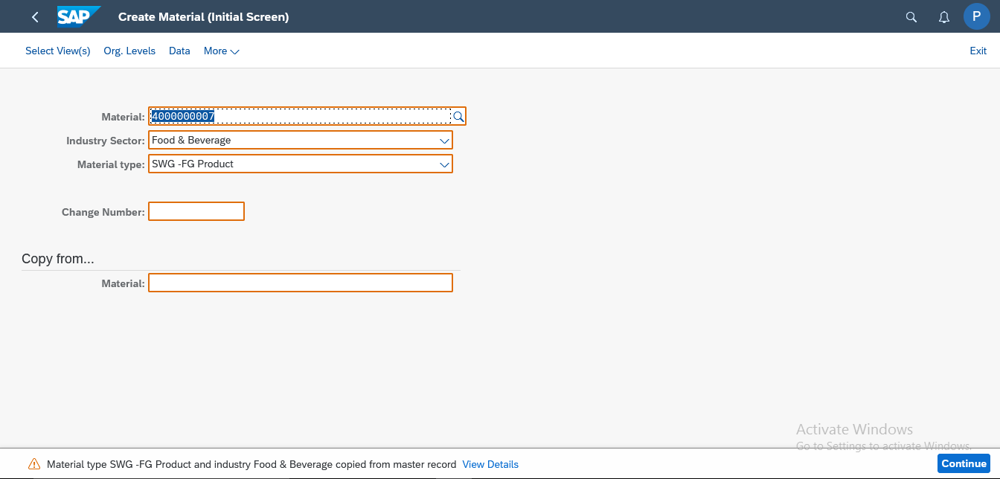 SAP Create Material (Initial Screen) P
Select View(s) Org. Levels Data More Exit
Material: 4000000007
Industry Sector: Food & Beverage
Material type: SWG -FG Product
Change Number:
Copy from...
Material:
Activate Windows
Go to Settings to activate Windows.
Material type SWG -FG Product and industry Food & Beverage copied from master record View Details Continue